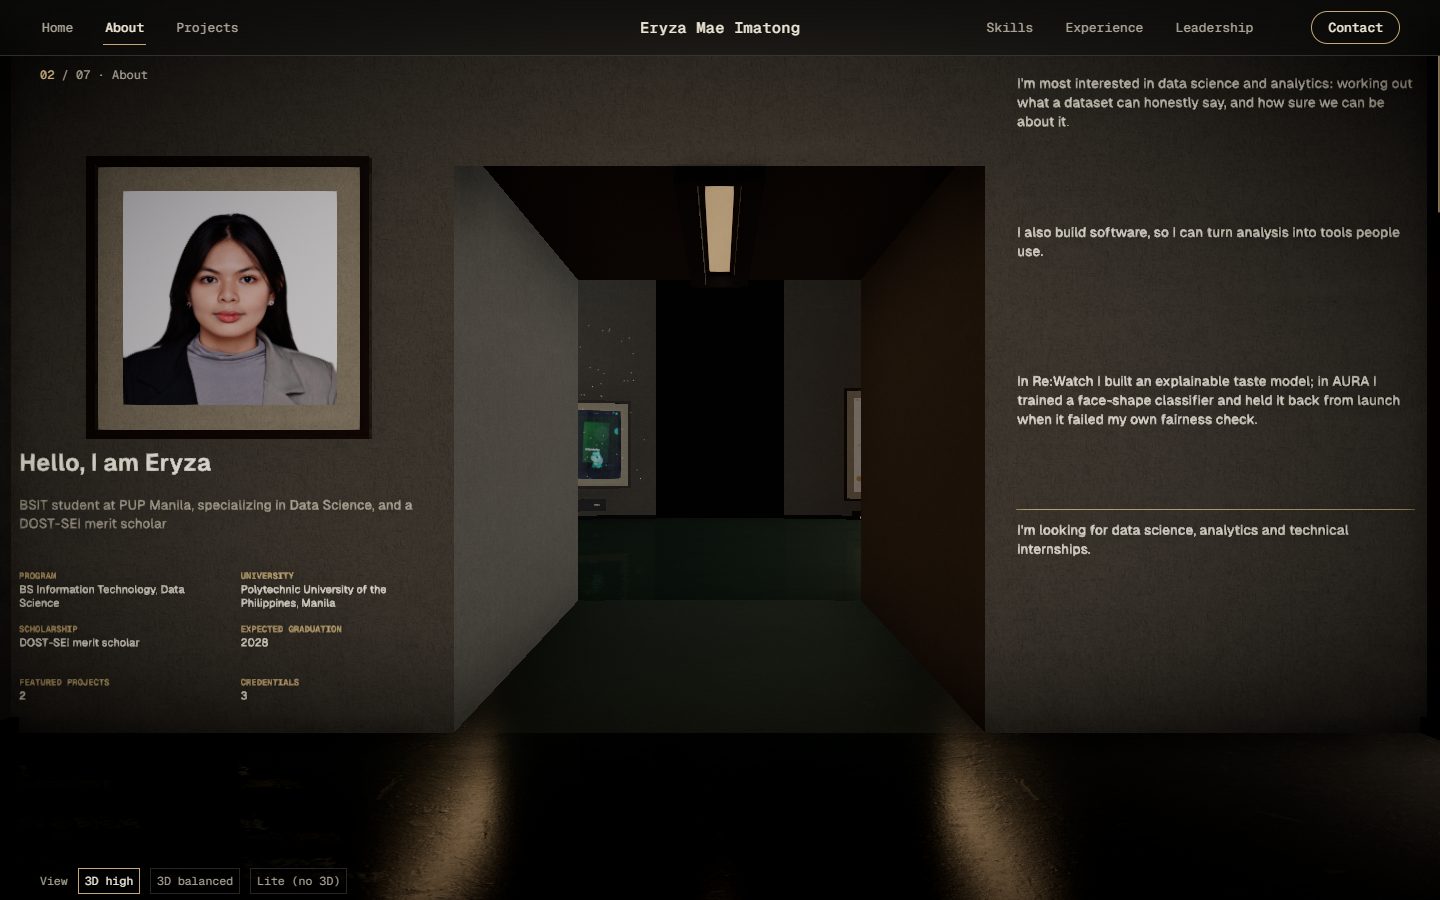 Home
About
Projects
Eryza Mae Imatong
Skills
Experience
Leadership
Contact
02 / 07 · About
Hello, I am Eryza
BSIT student at PUP Manila, specializing in Data Science, and a
DOST-SEI merit scholar
PROGRAM
BS Information Technology, Data
Science
UNIVERSITY
Polytechnic University of the
Philippines, Manila
SCHOLARSHIP
DOST-SEI merit scholar
EXPECTED GRADUATION
2028
FEATURED PROJECTS
2
CREDENTIALS
3
I'm most interested in data science and analytics: working out
what a dataset can honestly say, and how sure we can be
about it.
I also build software, so I can turn analysis into tools people
use.
In Re:Watch I built an explainable taste model; in AURA I
trained a face-shape classifier and held it back from launch
when it failed my own fairness check.
I'm looking for data science, analytics and technical
internships.
View
3D high
3D balanced
Lite (no 3D)